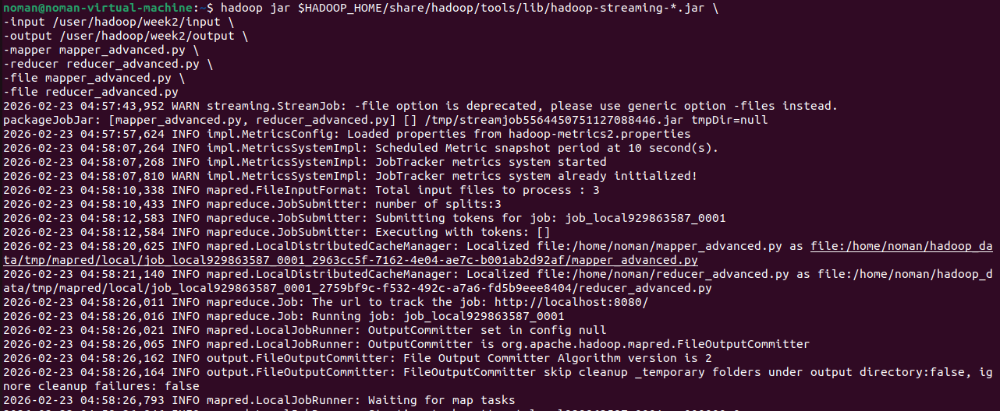 noman@noman-virtual-machine:~$ hadoop jar $HADOOP_HOME/share/hadoop/tools/lib/hadoop-streaming-*.jar \
-input /user/hadoop/week2/input \
-output /user/hadoop/week2/output \
-mapper mapper_advanced.py \
-reducer reducer_advanced.py \
-file mapper_advanced.py \
-file reducer_advanced.py
2026-02-23 04:57:43,952 WARN streaming.StreamJob: -file option is deprecated, please use generic option -files instead.
packageJobJar: [mapper_advanced.py, reducer_advanced.py] [] /tmp/streamjob5564450751127088446.jar tmpDir=null
2026-02-23 04:57:57,624 INFO impl.MetricsConfig: Loaded properties from hadoop-metrics2.properties
2026-02-23 04:58:07,264 INFO impl.MetricsSystemImpl: Scheduled Metric snapshot period at 10 second(s).
2026-02-23 04:58:07,268 INFO impl.MetricsSystemImpl: JobTracker metrics system started
2026-02-23 04:58:07,810 WARN impl.MetricsSystemImpl: JobTracker metrics system already initialized!
2026-02-23 04:58:10,338 INFO mapred.FileInputFormat: Total input files to process : 3
2026-02-23 04:58:10,433 INFO mapreduce.JobSubmitter: number of splits:3
2026-02-23 04:58:12,583 INFO mapreduce.JobSubmitter: Submitting tokens for job: job_local929863587_0001
2026-02-23 04:58:12,584 INFO mapreduce.JobSubmitter: Executing with tokens: []
2026-02-23 04:58:20,625 INFO mapred.LocalDistributedCacheManager: Localized file:/home/noman/mapper_advanced.py as file:/home/noman/hadoop_da
ta/tmp/mapred/local/job_local929863587_0001_2963cc5f-7162-4e04-ae7c-b001ab2d92af/mapper_advanced.py
2026-02-23 04:58:21,140 INFO mapred.LocalDistributedCacheManager: Localized file:/home/noman/reducer_advanced.py as file:/home/noman/hadoop_d
ata/tmp/mapred/local/job_local929863587_0001_2759bf9c-f532-492c-a7a6-fd5b9eee8404/reducer_advanced.py
2026-02-23 04:58:26,011 INFO mapreduce.Job: The url to track the job: http://localhost:8080/
2026-02-23 04:58:26,016 INFO mapreduce.Job: Running job: job_local929863587_0001
2026-02-23 04:58:26,021 INFO mapred.LocalJobRunner: OutputCommitter set in config null
2026-02-23 04:58:26,065 INFO mapred.LocalJobRunner: OutputCommitter is org.apache.hadoop.mapred.FileOutputCommitter
2026-02-23 04:58:26,162 INFO output.FileOutputCommitter: File Output Committer Algorithm version is 2
2026-02-23 04:58:26,164 INFO output.FileOutputCommitter: FileOutputCommitter skip cleanup _temporary folders under output directory:false, ig
nore cleanup failures: false
2026-02-23 04:58:26,793 INFO mapred.LocalJobRunner: Waiting for map tasks